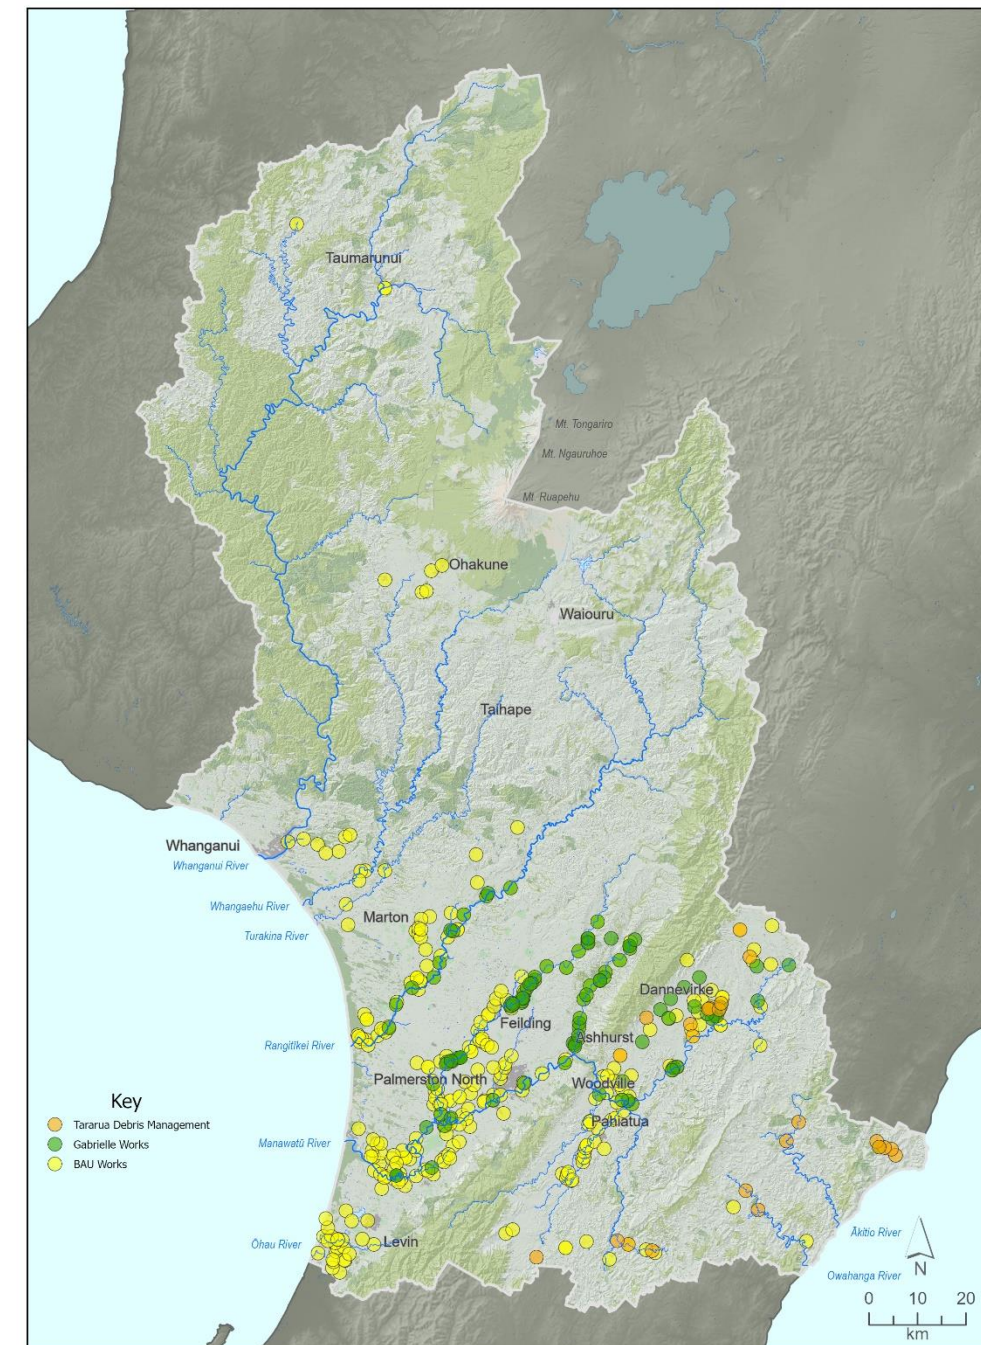 Taumarunui
Mt. Tongariro
Mt. Ngauruhoe
Mt. Ruapehu
Ohakune
Waiouru
Taihape
Whanganui
Whanganui River
Whangaehu River
Marton
Turakina River
Dannevirke
Feilding
Ashhurst
Rangitīkei River
Palmerston North
Woodville
Pahiatua
Key
Tararua Debris Management
Gabrielle Works
BAU Works
Manawatū River
Ōhau River
Levin
Ākitio River
Owahanga River
N
0 10 20
km